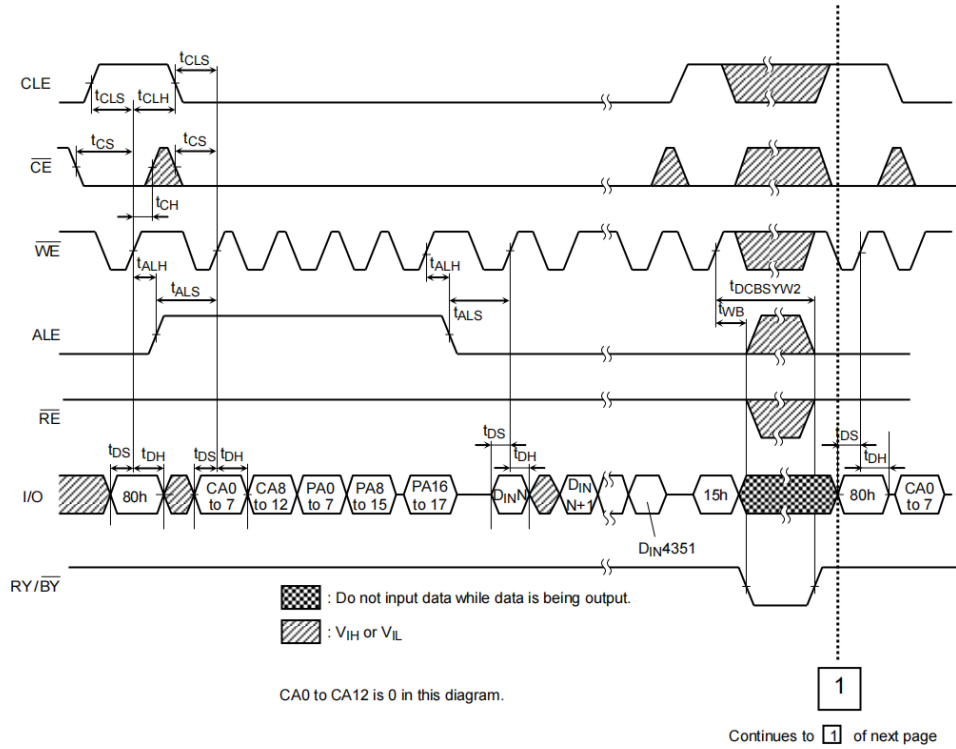 tCLS
CLE
tCLS tCLH
tCS tCS
CE
tCH
WE
tALH tALH tDCBSYW2
tALS tALS tWB
ALE
RE
tDS tDH tDS tDH tDS tDH tDS tDH
I/O 80h CA0 to 7 CA8 to 12 PA0 to 7 PA8 to 15 PA16 to 17 DINN DIN N+1 15h 80h CA0 to 7
DIN4351
RY/BY
: Do not input data while data is being output.
: VIH or VIL
CA0 to CA12 is 0 in this diagram.
1
Continues to 1 of next page